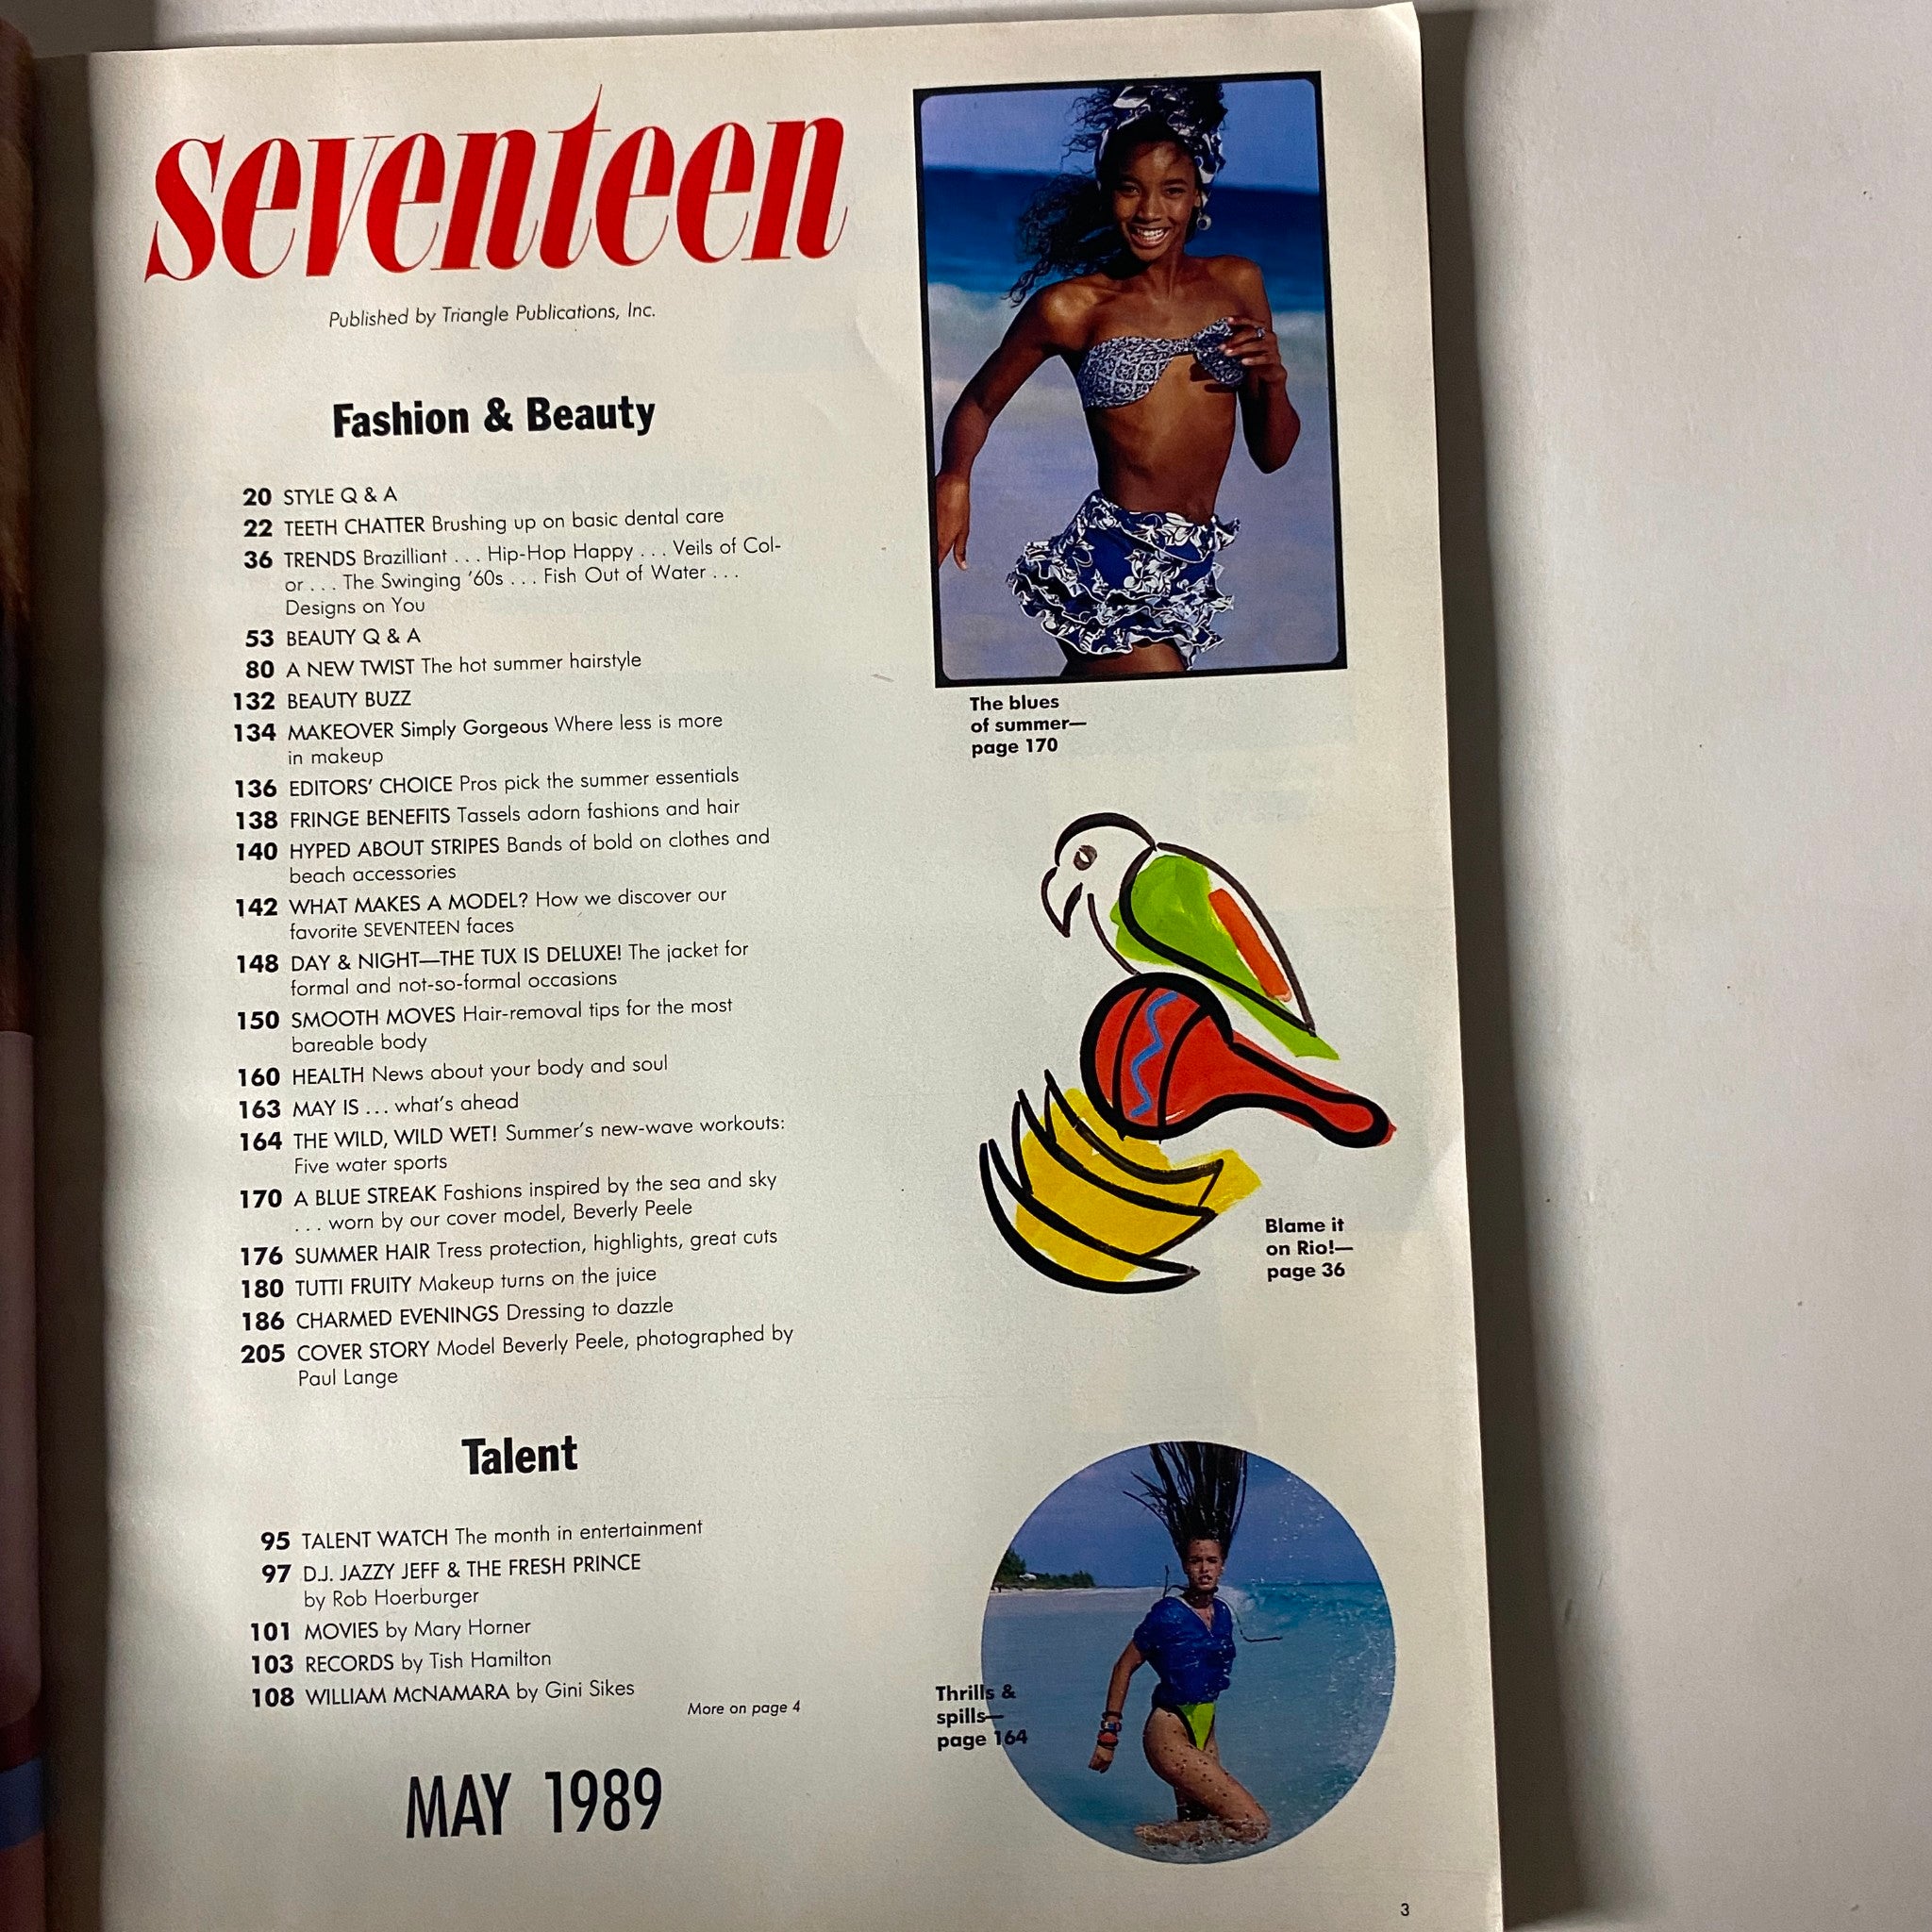 seventeen
Published by Triangle Publications, Inc.
Fashion & Beauty
20 STYLE Q & A
22 TEETH CHATTER Brushing up on basic dental care
36 TRENDS Brazilliant . . . Hip-Hop Happy . . . Veils of Col-
or . . . The Swinging '60s . . . Fish Out of Water . . .
Designs on You
53 BEAUTY Q & A
80 A NEW TWIST The hot summer hairstyle
132 BEAUTY BUZZ
134 MAKEOVER Simply Gorgeous Where less is more
in makeup
136 EDITORS' CHOICE Pros pick the summer essentials
138 FRINGE BENEFITS Tassels adorn fashions and hair
140 HYPED ABOUT STRIPES Bands of bold on clothes and
beach accessories
142 WHAT MAKES A MODEL? How we discover our
favorite SEVENTEEN faces
148 DAY & NIGHT—THE TUX IS DELUXE! The jacket for
formal and not-so-formal occasions
150 SMOOTH MOVES Hair-removal tips for the most
bareable body
160 HEALTH News about your body and soul
163 MAY IS . . . what's ahead
164 THE WILD, WILD WET! Summer's new-wave workouts:
Five water sports
170 A BLUE STREAK Fashions inspired by the sea and sky
. . . worn by our cover model, Beverly Peele
176 SUMMER HAIR Tress protection, highlights, great cuts
180 TUTTI FRUITY Makeup turns on the juice
186 CHARMED EVENINGS Dressing to dazzle
205 COVER STORY Model Beverly Peele, photographed by
Paul Lange
Talent
95 TALENT WATCH The month in entertainment
97 D.J. JAZZY JEFF & THE FRESH PRINCE
by Rob Hoerburger
101 MOVIES by Mary Horner
103 RECORDS by Tish Hamilton
108 WILLIAM McNAMARA by Gini Sikes
More on page 4
MAY 1989
The blues
of summer—
page 170
Blame it
on Rio!—
page 36
Thrills &
spills—
page 164
3